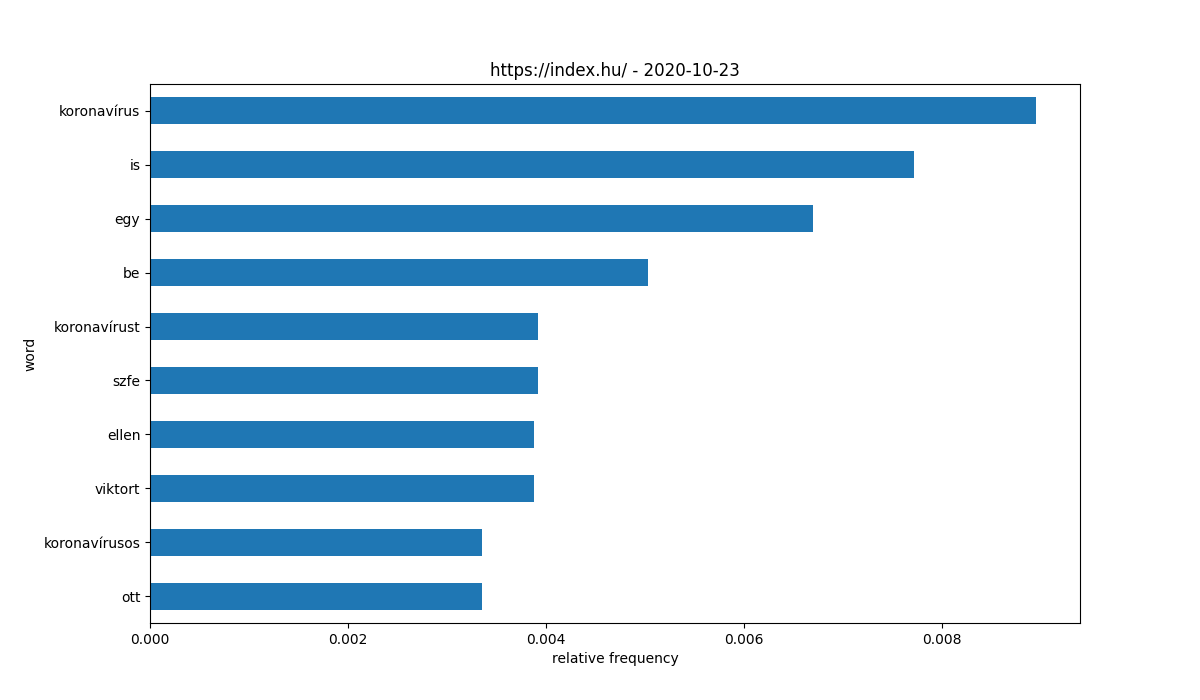 https://index.hu/ - 2020-10-23
koronavírus
is
egy
be
koronavírust
szfe
ellen
viktort
koronavírusos
ott
word
0.000 0.002 0.004 0.006 0.008
relative frequency